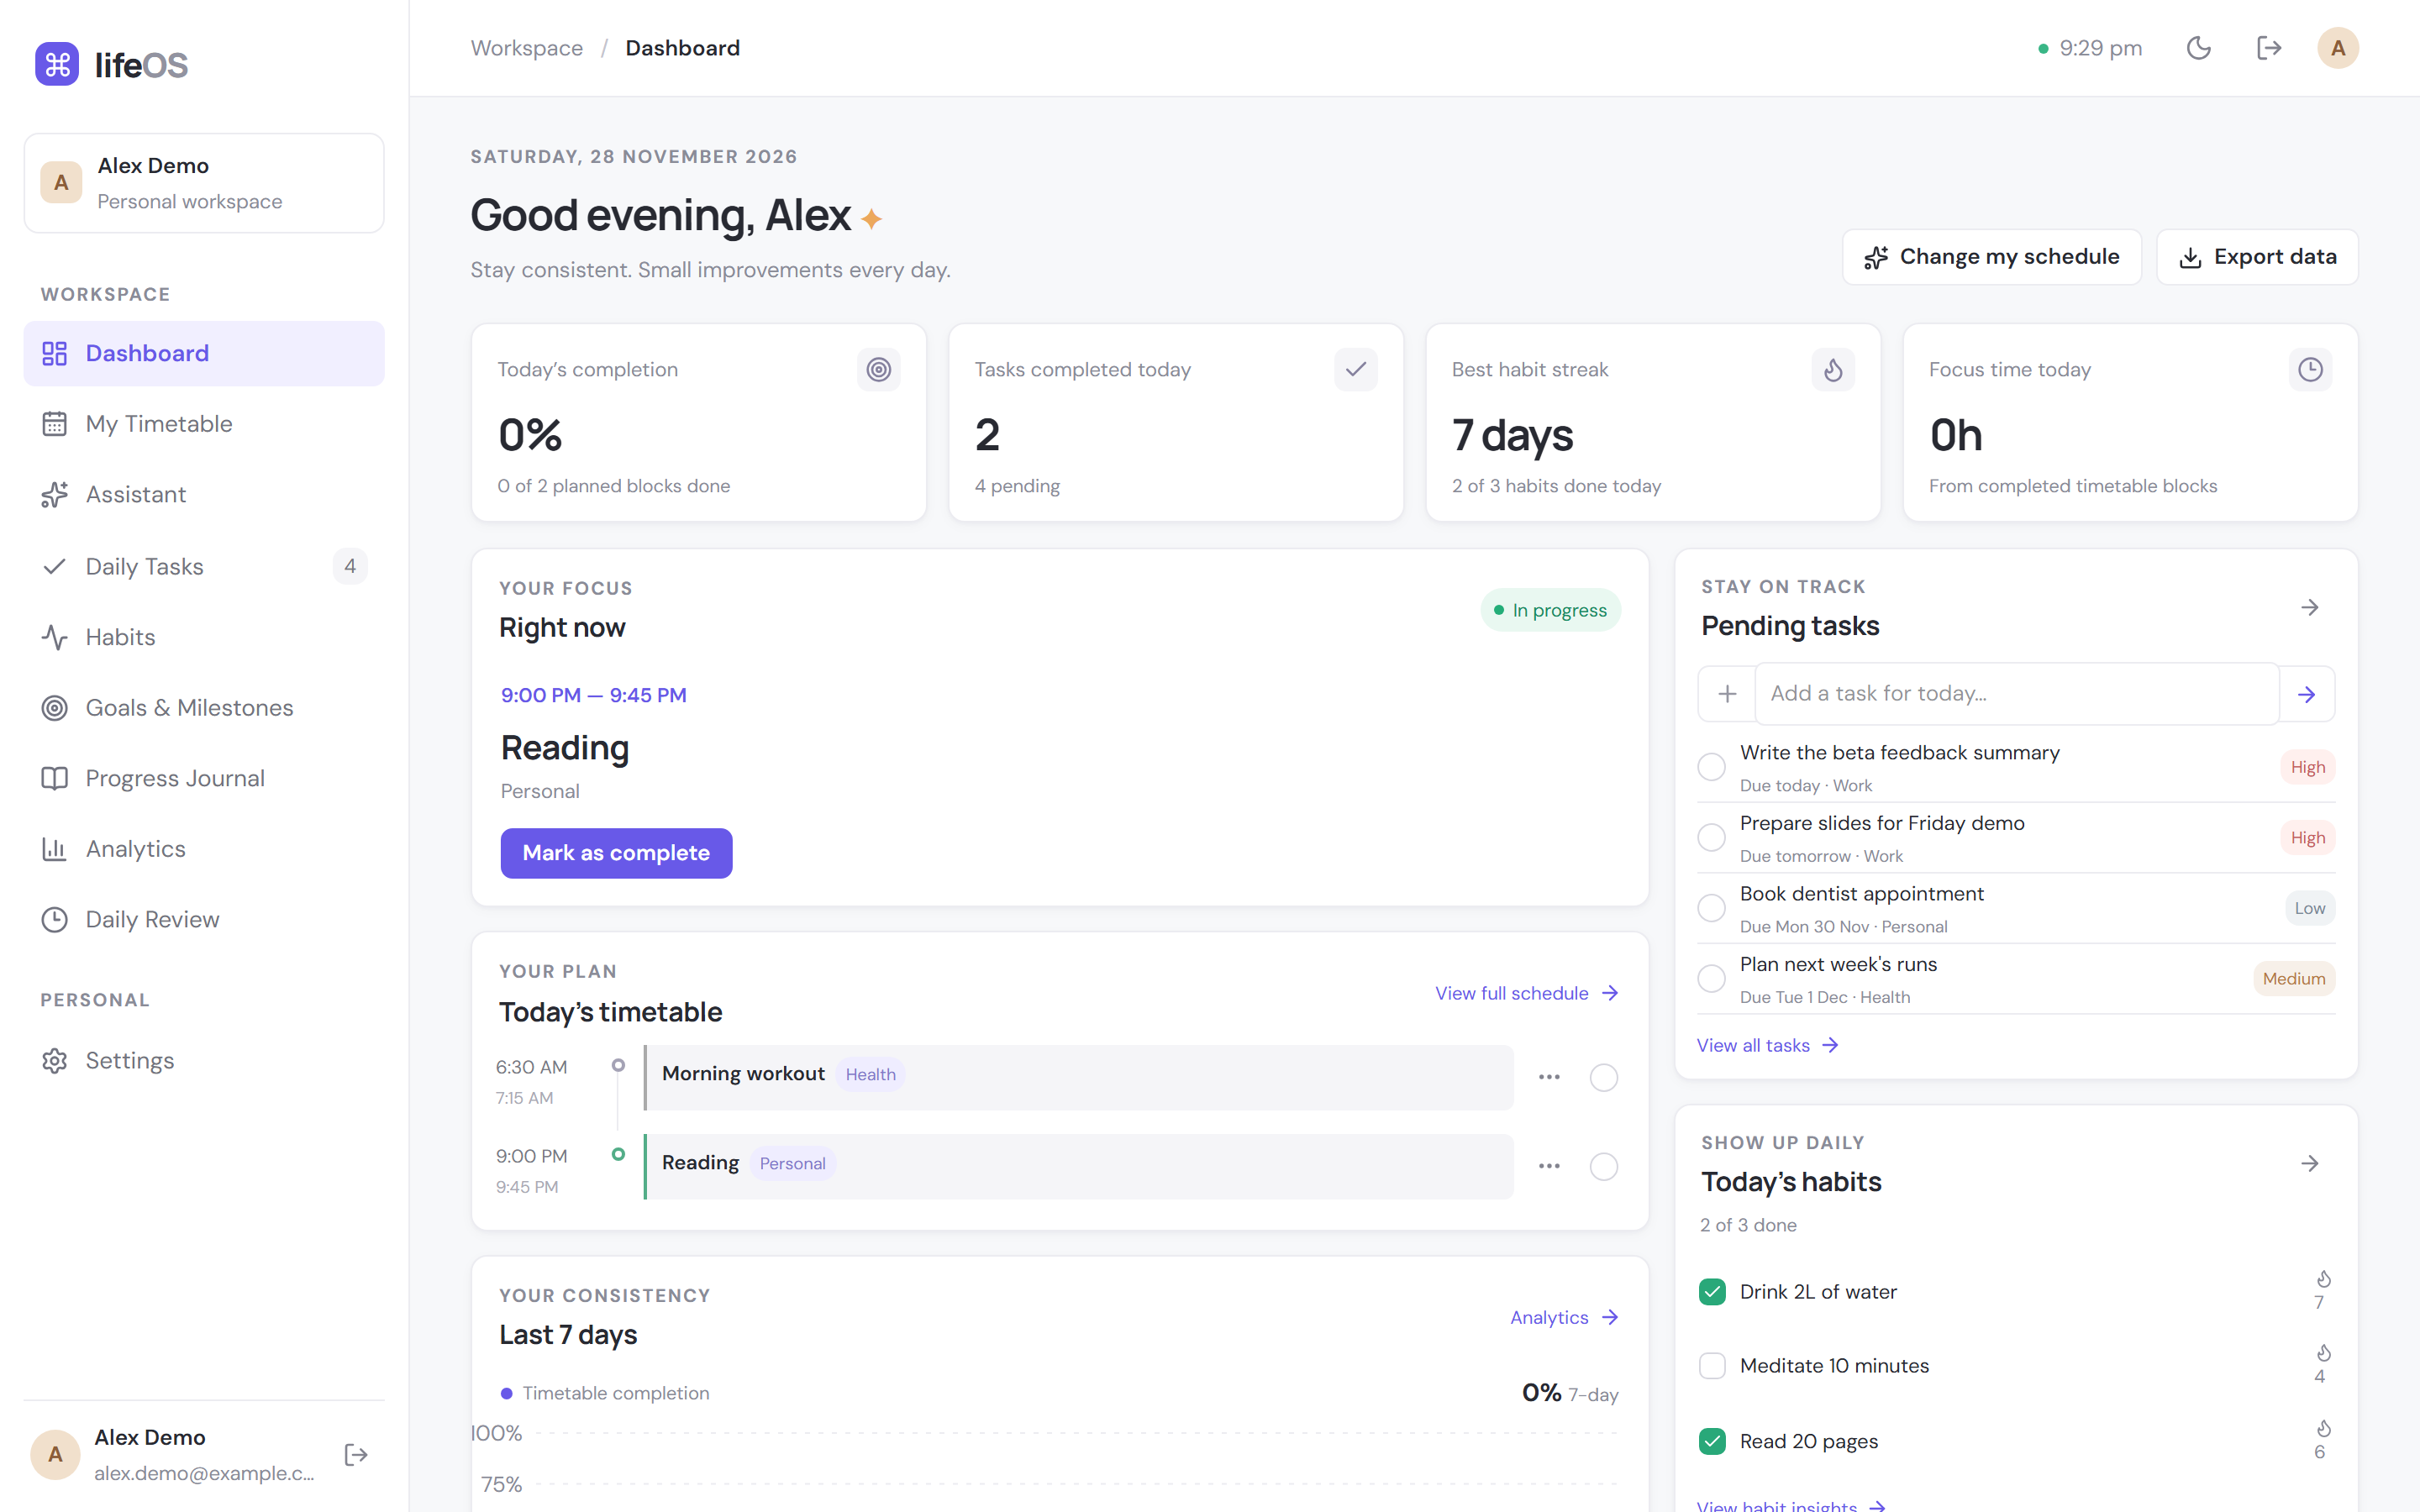 lifeOS
A
Alex Demo
Personal workspace
WORKSPACE
Dashboard
My Timetable
Assistant
Daily Tasks 4
Habits
Goals & Milestones
Progress Journal
Analytics
Daily Review
PERSONAL
Settings
A
Alex Demo
alex.demo@example.c...
Workspace / Dashboard
9:29 pm
A
SATURDAY, 28 NOVEMBER 2026
Good evening, Alex
Stay consistent. Small improvements every day.
Change my schedule
Export data
Today’s completion
0%
0 of 2 planned blocks done
Tasks completed today
2
4 pending
Best habit streak
7 days
2 of 3 habits done today
Focus time today
0h
From completed timetable blocks
YOUR FOCUS
Right now
In progress
9:00 PM — 9:45 PM
Reading
Personal
Mark as complete
YOUR PLAN
Today’s timetable
View full schedule
6:30 AM
7:15 AM
Morning workout Health
9:00 PM
9:45 PM
Reading Personal
YOUR CONSISTENCY
Last 7 days
Analytics
Timetable completion
0% 7-day
100%
75%
STAY ON TRACK
Pending tasks
Add a task for today...
Write the beta feedback summary
Due today · Work
High
Prepare slides for Friday demo
Due tomorrow · Work
High
Book dentist appointment
Due Mon 30 Nov · Personal
Low
Plan next week's runs
Due Tue 1 Dec · Health
Medium
View all tasks
SHOW UP DAILY
Today’s habits
2 of 3 done
Drink 2L of water
7
Meditate 10 minutes
4
Read 20 pages
6
View habit insights